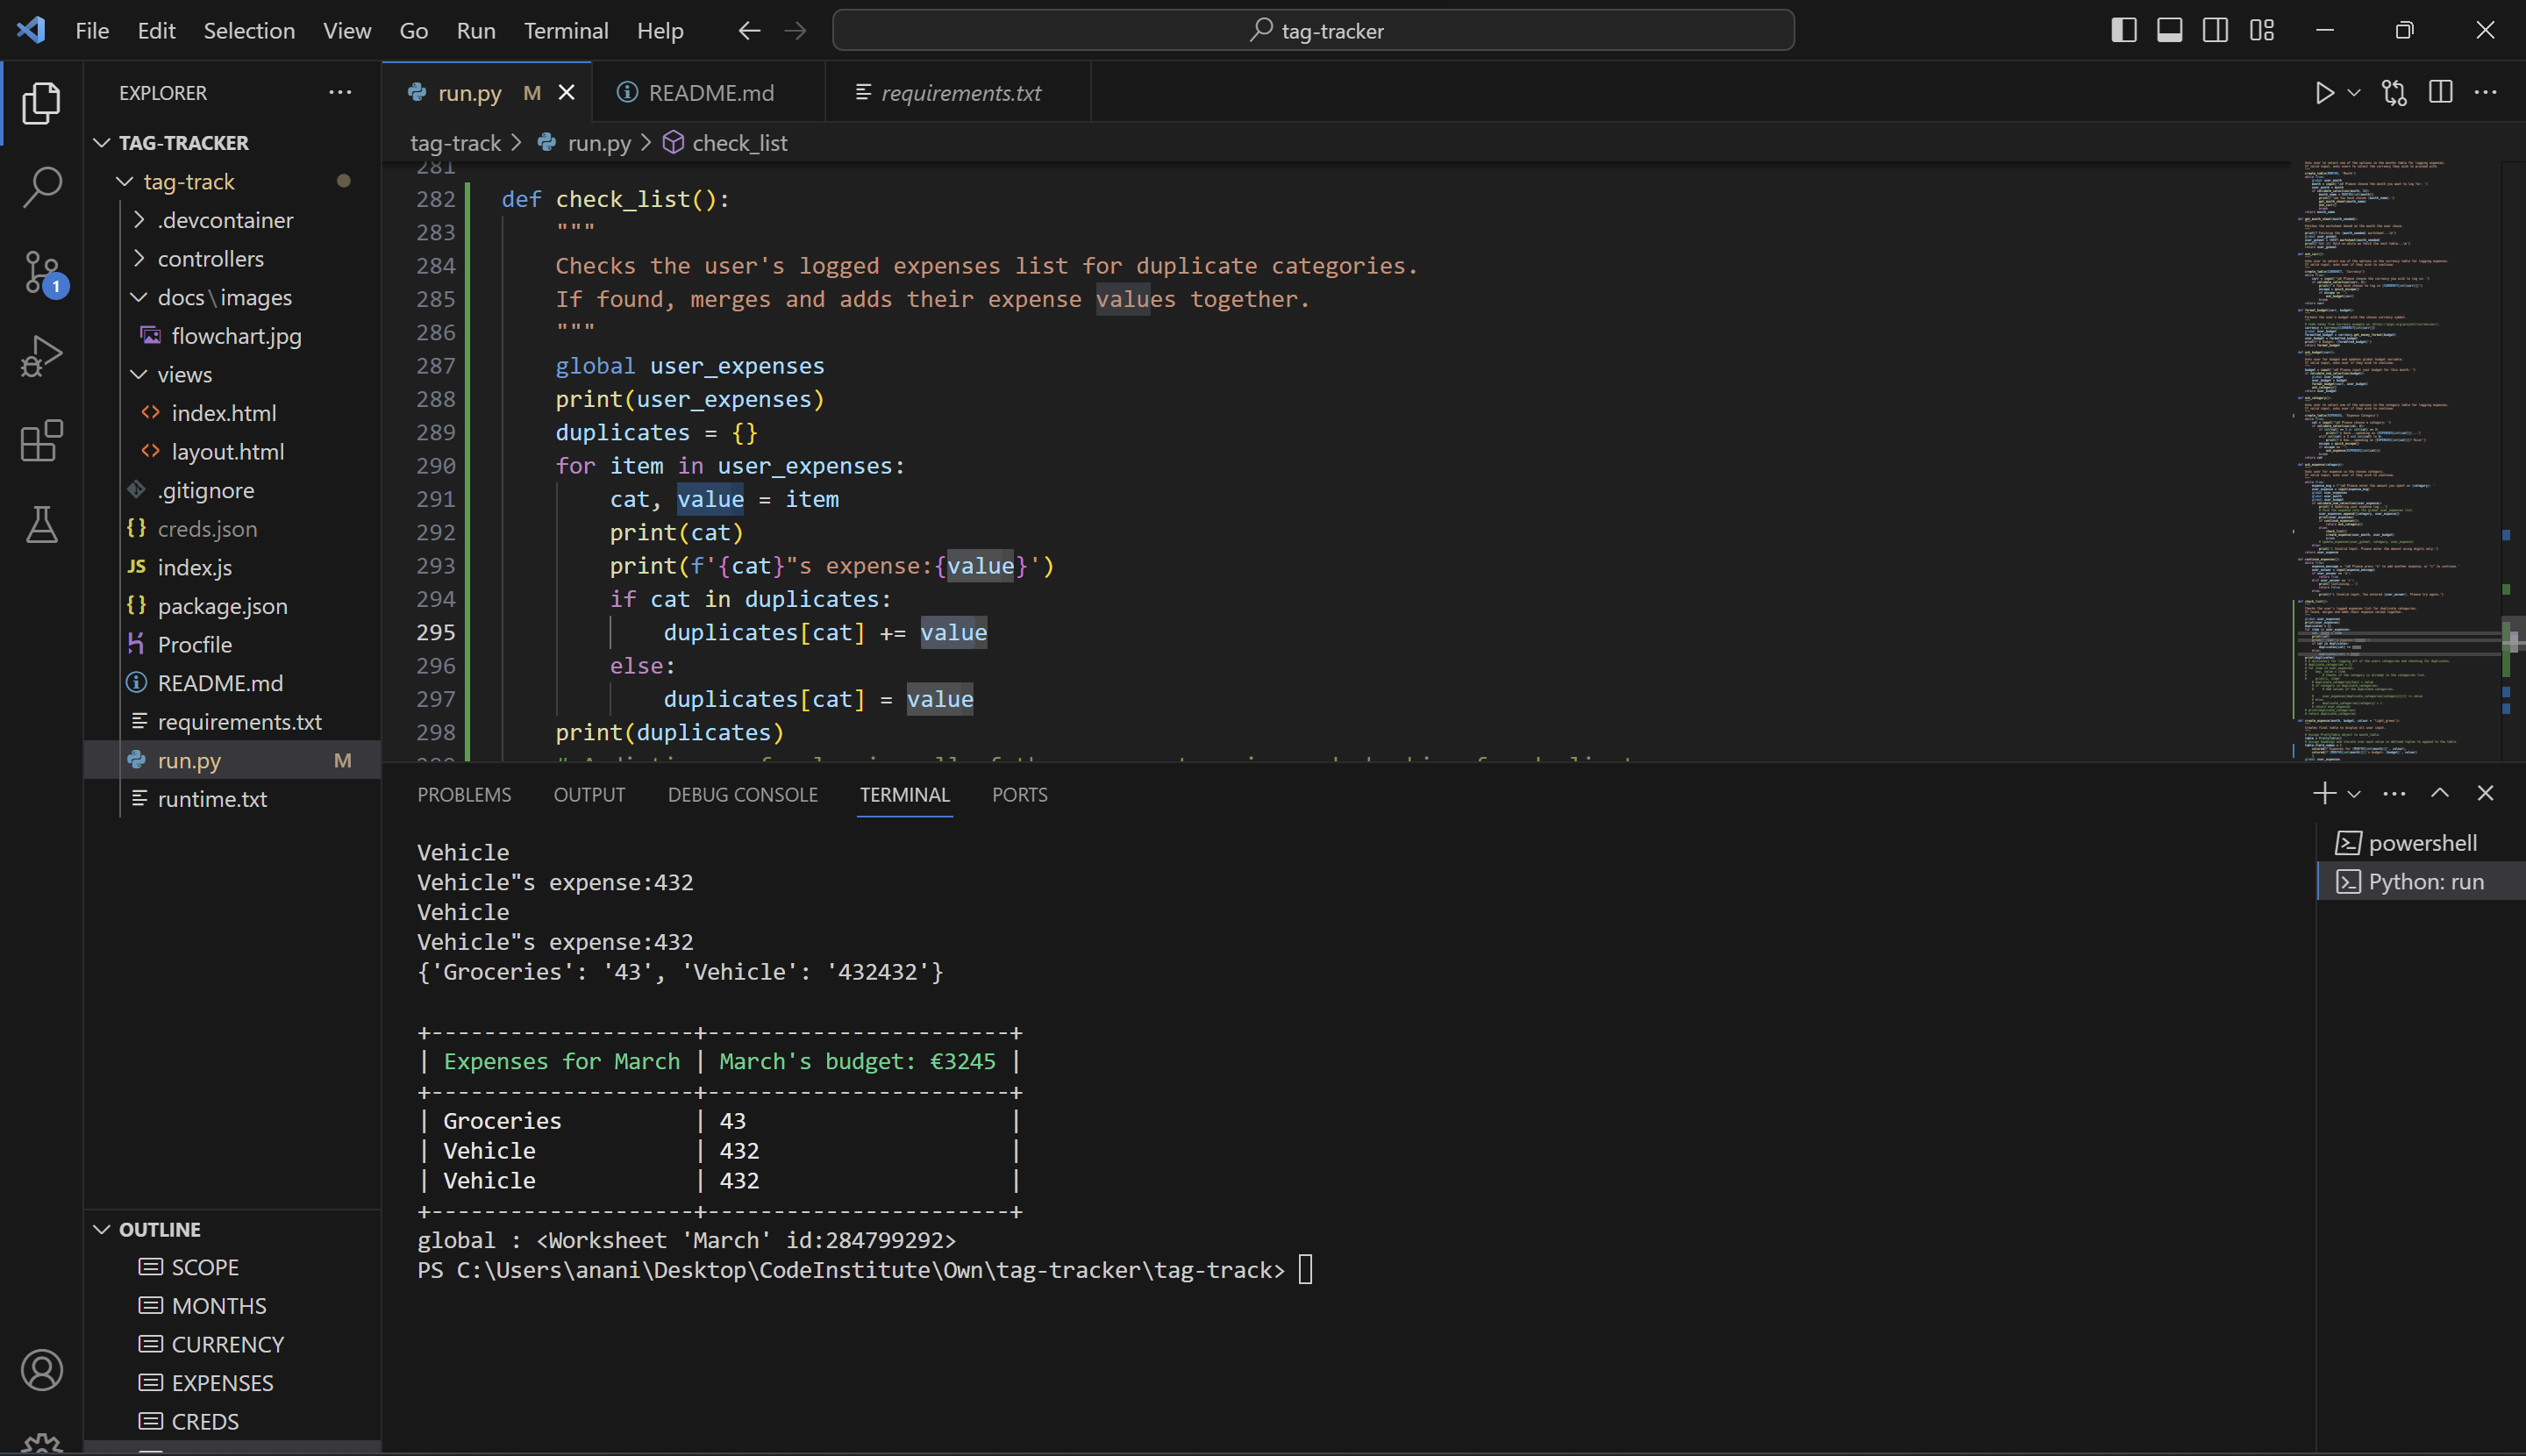 File Edit Selection View Go Run Terminal Help
tag-tracker
EXPLORER
TAG-TRACKER
tag-track
.devcontainer
controllers
docs\images
flowchart.jpg
views
index.html
layout.html
.gitignore
creds.json
JS index.js
package.json
Procfile
README.md
requirements.txt
run.py M
runtime.txt
OUTLINE
SCOPE
MONTHS
CURRENCY
EXPENSES
CREDS
1
run.py M
README.md
requirements.txt
tag-track > run.py > check_list
281
282 def check_list():
283 """
284 Checks the user's logged expenses list for duplicate categories.
285 If found, merges and adds their expense values together.
286 """
287 global user_expenses
288 print(user_expenses)
289 duplicates = {}
290 for item in user_expenses:
291 cat, value = item
292 print(cat)
293 print(f'{cat}"s expense:{value}')
294 if cat in duplicates:
295 duplicates[cat] += value
296 else:
297 duplicates[cat] = value
298 print(duplicates)
PROBLEMS OUTPUT DEBUG CONSOLE TERMINAL PORTS
Vehicle
Vehicle"s expense:432
Vehicle
Vehicle"s expense:432
{'Groceries': '43', 'Vehicle': '432432'}
+--------------------+-----------------------+
| Expenses for March | March's budget: €3245 |
+--------------------+-----------------------+
| Groceries | 43 |
| Vehicle | 432 |
| Vehicle | 432 |
+--------------------+-----------------------+
global : <Worksheet 'March' id:284799292>
PS C:\Users\anani\Desktop\CodeInstitute\Own\tag-tracker\tag-track>
powershell
Python: run